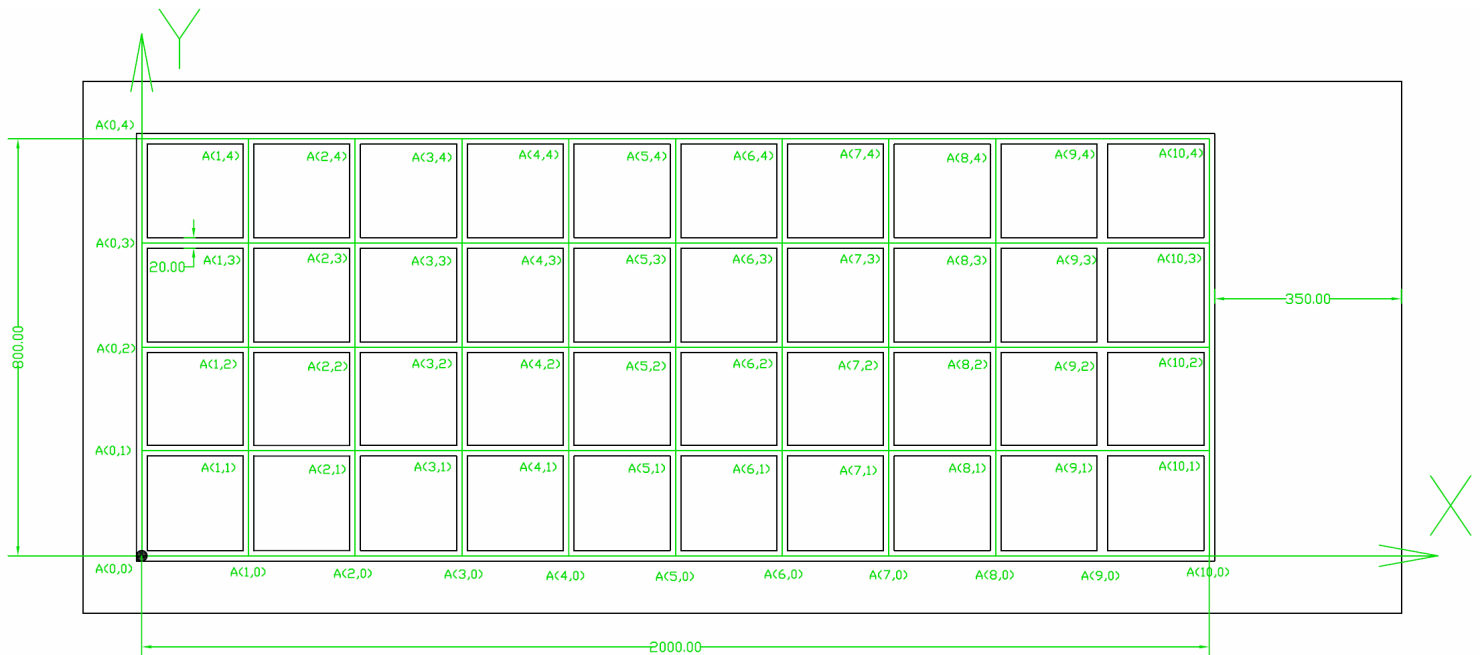 Y
A(0,4)
A(1,4) A(2,4) A(3,4) A(4,4) A(5,4) A(6,4) A(7,4) A(8,4) A(9,4) A(10,4)
A(0,3)
A(1,3) A(2,3) A(3,3) A(4,3) A(5,3) A(6,3) A(7,3) A(8,3) A(9,3) A(10,3)
20.00
350.00
800.00
A(0,2)
A(1,2) A(2,2) A(3,2) A(4,2) A(5,2) A(6,2) A(7,2) A(8,2) A(9,2) A(10,2)
A(0,1)
A(1,1) A(2,1) A(3,1) A(4,1) A(5,1) A(6,1) A(7,1) A(8,1) A(9,1) A(10,1)
X
A(0,0) A(1,0) A(2,0) A(3,0) A(4,0) A(5,0) A(6,0) A(7,0) A(8,0) A(9,0) A(10,0)
2000.00